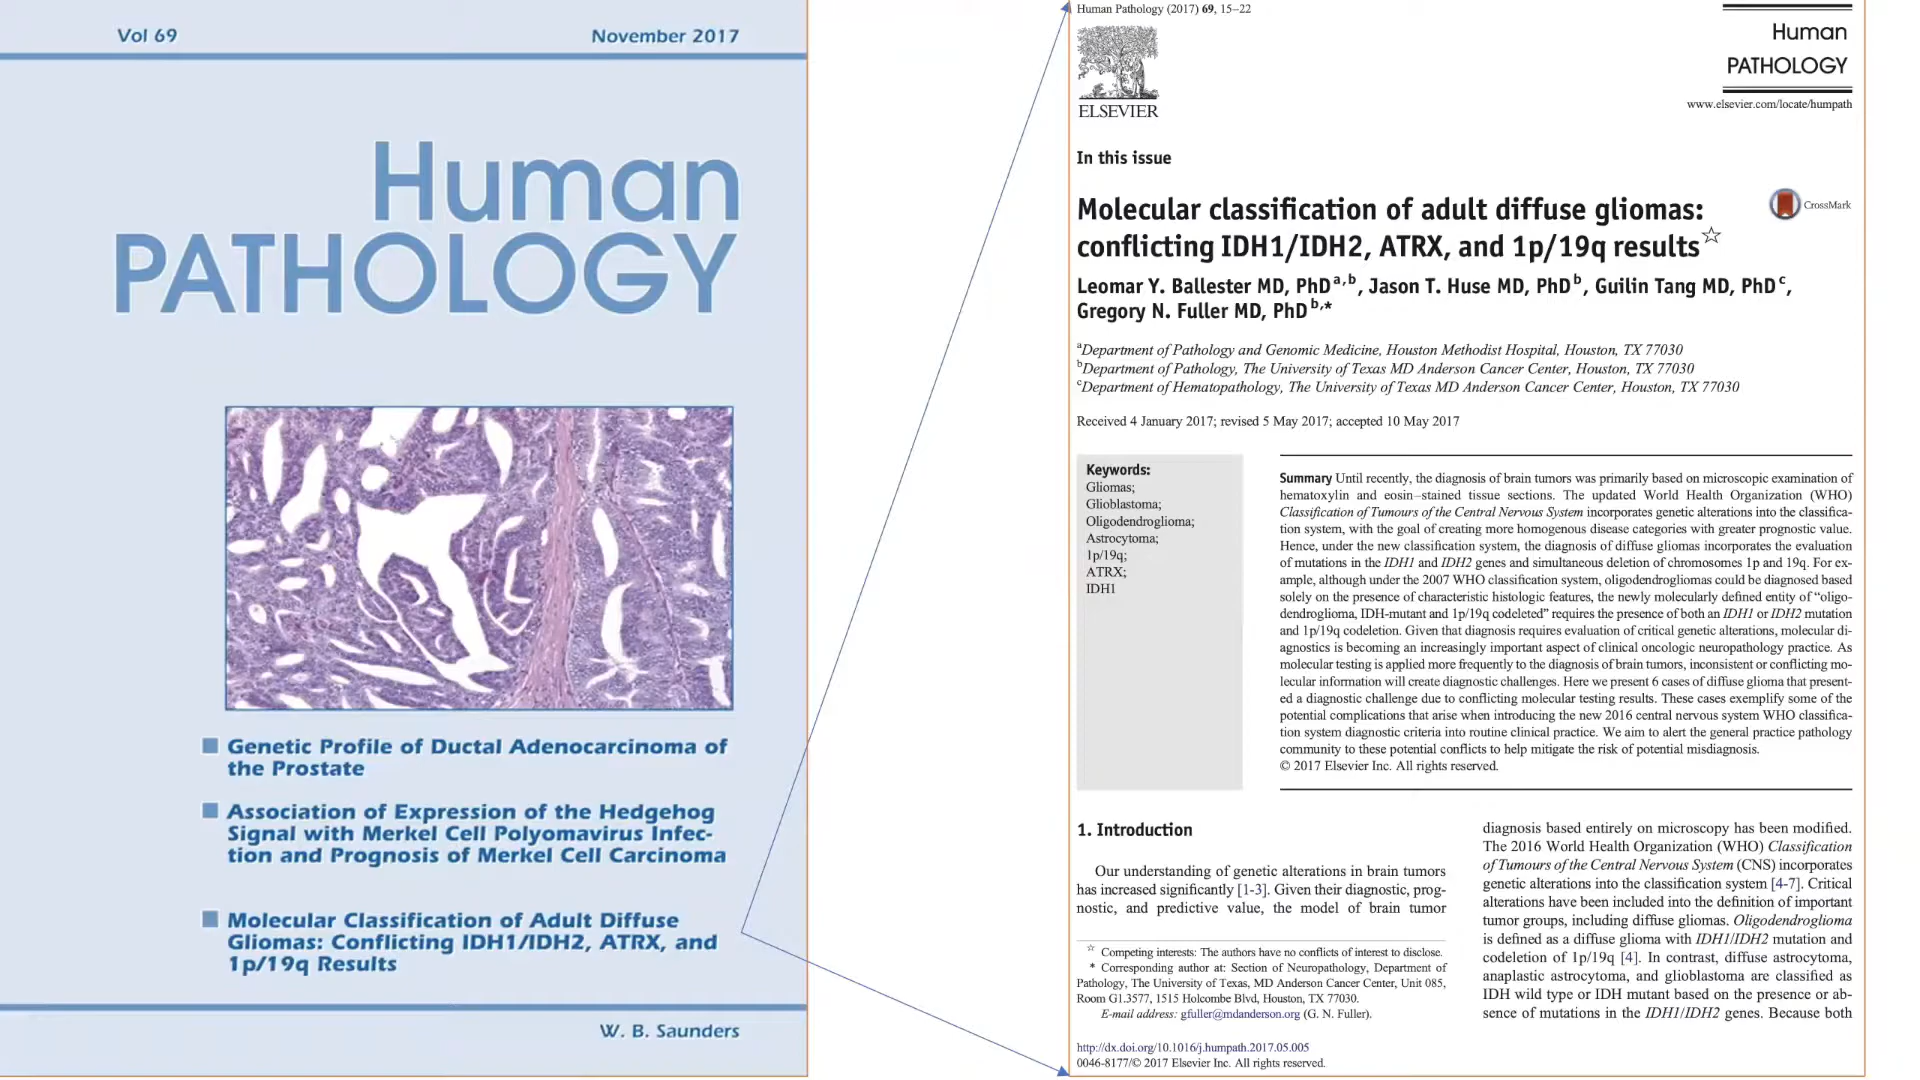 Vol 69
November 2017
Human
PATHOLOGY
Genetic Profile of Ductal Adenocarcinoma of
the Prostate
Association of Expression of the Hedgehog
Signal with Merkel Cell Polyomavirus Infec-
tion and Prognosis of Merkel Cell Carcinoma
Molecular Classification of Adult Diffuse
Gliomas: Conflicting IDH1/IDH2, ATRX, and
1p/19q Results
W. B. Saunders
Human Pathology (2017) 69, 15–22
ELSEVIER
Human
PATHOLOGY
www.elsevier.com/locate/humpath
In this issue
Molecular classification of adult diffuse gliomas:
conflicting IDH1/IDH2, ATRX, and 1p/19q results☆
CrossMark
Leomar Y. Ballester MD, PhD a,b, Jason T. Huse MD, PhD b, Guilin Tang MD, PhD c,
Gregory N. Fuller MD, PhD b,*
aDepartment of Pathology and Genomic Medicine, Houston Methodist Hospital, Houston, TX 77030
bDepartment of Pathology, The University of Texas MD Anderson Cancer Center, Houston, TX 77030
cDepartment of Hematopathology, The University of Texas MD Anderson Cancer Center, Houston, TX 77030
Received 4 January 2017; revised 5 May 2017; accepted 10 May 2017
Keywords:
Gliomas;
Glioblastoma;
Oligodendroglioma;
Astrocytoma;
1p/19q;
ATRX;
IDH1
Summary Until recently, the diagnosis of brain tumors was primarily based on microscopic examination of
hematoxylin and eosin–stained tissue sections. The updated World Health Organization (WHO)
Classification of Tumours of the Central Nervous System incorporates genetic alterations into the classifica-
tion system, with the goal of creating more homogenous disease categories with greater prognostic value.
Hence, under the new classification system, the diagnosis of diffuse gliomas incorporates the evaluation
of mutations in the IDH1 and IDH2 genes and simultaneous deletion of chromosomes 1p and 19q. For ex-
ample, although under the 2007 WHO classification system, oligodendrogliomas could be diagnosed based
solely on the presence of characteristic histologic features, the newly molecularly defined entity of “oligo-
dendroglioma, IDH-mutant and 1p/19q codeleted” requires the presence of both an IDH1 or IDH2 mutation
and 1p/19q codeletion. Given that diagnosis requires evaluation of critical genetic alterations, molecular di-
agnostics is becoming an increasingly important aspect of clinical oncologic neuropathology practice. As
molecular testing is applied more frequently to the diagnosis of brain tumors, inconsistent or conflicting mo-
lecular information will create diagnostic challenges. Here we present 6 cases of diffuse glioma that present-
ed a diagnostic challenge due to conflicting molecular testing results. These cases exemplify some of the
potential complications that arise when introducing the new 2016 central nervous system WHO classifica-
tion system diagnostic criteria into routine clinical practice. We aim to alert the general practice pathology
community to these potential conflicts to help mitigate the risk of potential misdiagnosis.
© 2017 Elsevier Inc. All rights reserved.
1. Introduction
Our understanding of genetic alterations in brain tumors
has increased significantly [1-3]. Given their diagnostic, prog-
nostic, and predictive value, the model of brain tumor
☆ Competing interests: The authors have no conflicts of interest to disclose.
* Corresponding author at: Section of Neuropathology, Department of
Pathology, The University of Texas, MD Anderson Cancer Center, Unit 085,
Room G1.3577, 1515 Holcombe Blvd, Houston, TX 77030.
E-mail address: gfuller@mdanderson.org (G. N. Fuller).
http://dx.doi.org/10.1016/j.humpath.2017.05.005
0046-8177/© 2017 Elsevier Inc. All rights reserved.
diagnosis based entirely on microscopy has been modified.
The 2016 World Health Organization (WHO) Classification
of Tumours of the Central Nervous System (CNS) incorporates
genetic alterations into the classification system [4-7]. Critical
alterations have been included into the definition of important
tumor groups, including diffuse gliomas. Oligodendroglioma
is defined as a diffuse glioma with IDH1/IDH2 mutation and
codeletion of 1p/19q [4]. In contrast, diffuse astrocytoma,
anaplastic astrocytoma, and glioblastoma are classified as
IDH wild type or IDH mutant based on the presence or ab-
sence of mutations in the IDH1/IDH2 genes. Because both